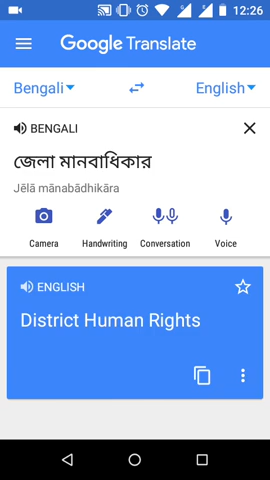 12:26
Google Translate
Bengali English
BENGALI
জেলা মানবাধিকার
Jēlā mānabādhikāra
Camera Handwriting Conversation Voice
ENGLISH
District Human Rights